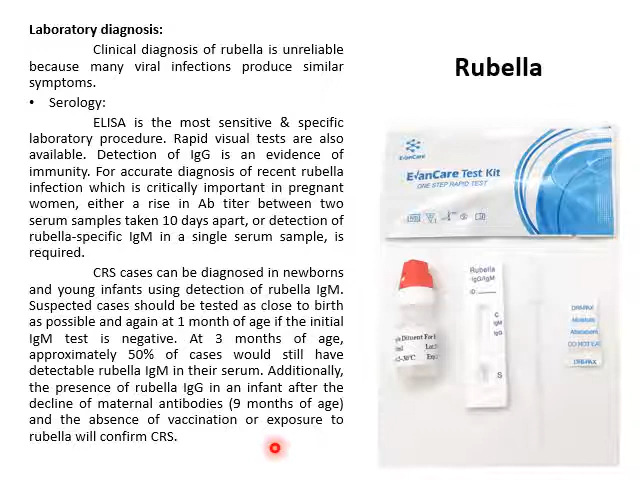 Laboratory diagnosis:
Clinical diagnosis of rubella is unreliable
because many viral infections produce similar
symptoms.
• Serology:
ELISA is the most sensitive & specific
laboratory procedure. Rapid visual tests are also
available. Detection of IgG is an evidence of
immunity. For accurate diagnosis of recent rubella
infection which is critically important in pregnant
women, either a rise in Ab titer between two
serum samples taken 10 days apart, or detection of
rubella-specific IgM in a single serum sample, is
required.
CRS cases can be diagnosed in newborns
and young infants using detection of rubella IgM.
Suspected cases should be tested as close to birth
as possible and again at 1 month of age if the initial
IgM test is negative. At 3 months of age,
approximately 50% of cases would still have
detectable rubella IgM in their serum. Additionally,
the presence of rubella IgG in an infant after the
decline of maternal antibodies (9 months of age)
and the absence of vaccination or exposure to
rubella will confirm CRS.
Rubella
Test Kit
ONE STEP RAPID TEST
Rubella
IgG/IgM
ID:
C
IgM
IgG
S
Diluent For
DO NOT EA